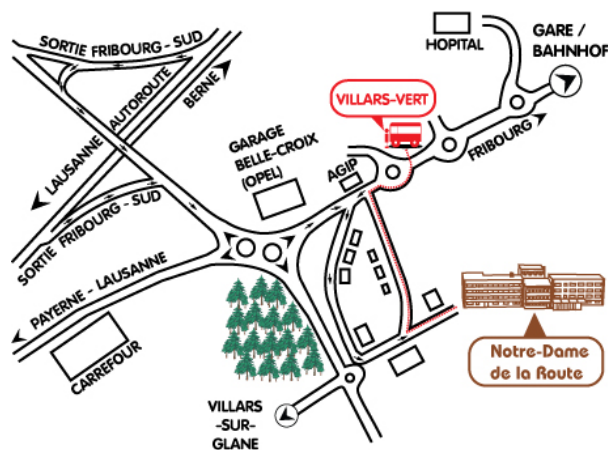 SORTIE FRIBOURG-SUD
HOPITAL
GARE /
BAHNHOF
LAUSANNE
AUTOROUTE
BERNE
VILLARS-VERT
GARAGE
BELLE-CROIX
(OPEL)
AGIP
FRIBOURG
SORTIE FRIBOURG-SUD
PAYERNE - LAUSANNE
CARREFOUR
Notre-Dame
de la Route
VILLARS
-SUR-
GLANE